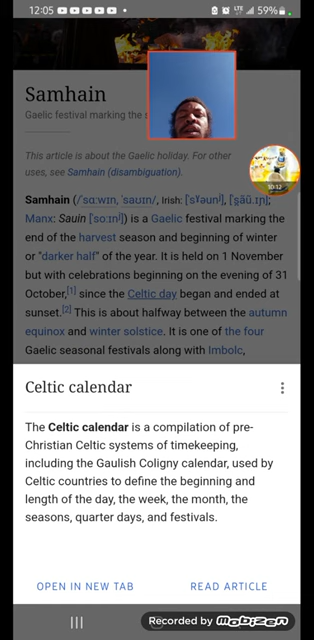 12:05
LTE 59%
Samhain
Gaelic festival marking the s
This article is about the Gaelic holiday. For other
uses, see Samhain (disambiguation).
Samhain (/ˈsɑːwɪn, ˈsaʊɪn/, Irish: [ˈsˠəunʲ],
Manx: Sauin [ˈsoːɪnʲ]) is a Gaelic festival marking the
end of the harvest season and beginning of winter
or "darker half" of the year. It is held on 1 November
but with celebrations beginning on the evening of 31
October,[1] since the Celtic day began and ended at
sunset.[2] This is about halfway between the autumn
equinox and winter solstice. It is one of the four
Gaelic seasonal festivals along with Imbolc,
10:12
Celtic calendar
The Celtic calendar is a compilation of pre-
Christian Celtic systems of timekeeping,
including the Gaulish Coligny calendar, used by
Celtic countries to define the beginning and
length of the day, the week, the month, the
seasons, quarter days, and festivals.
OPEN IN NEW TAB READ ARTICLE
Recorded by mobizen